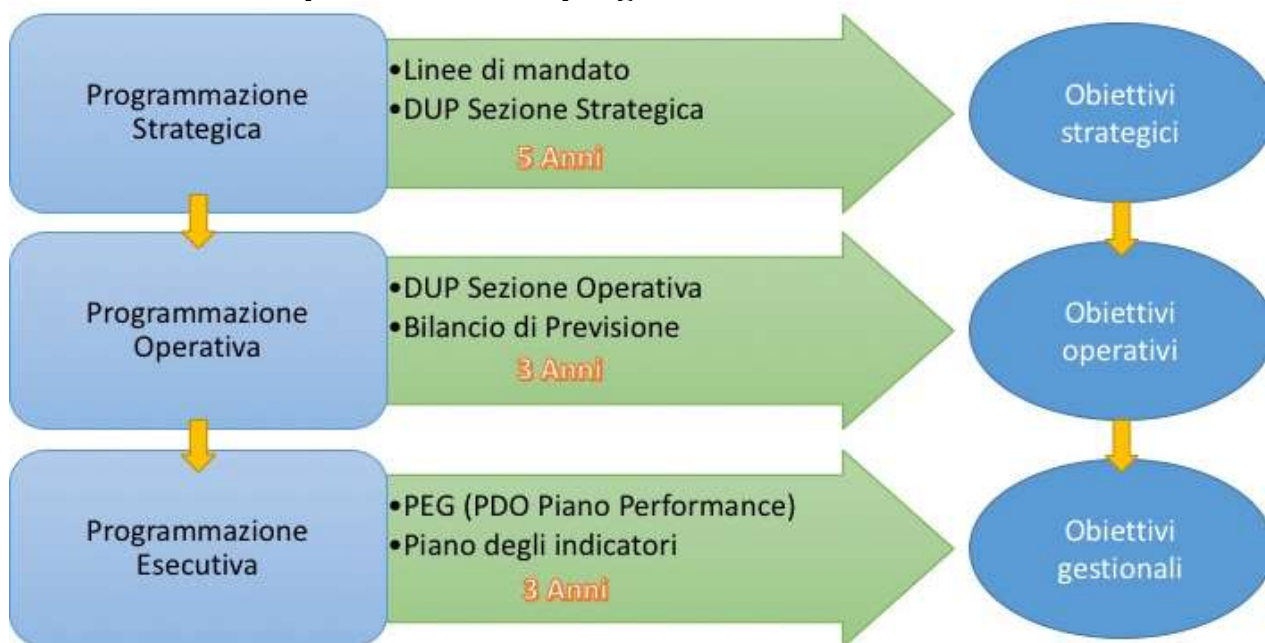 Programmazione
Strategica
•Linee di mandato
•DUP Sezione Strategica
5 Anni
Obiettivi
strategici
Programmazione
Operativa
•DUP Sezione Operativa
•Bilancio di Previsione
3 Anni
Obiettivi
operativi
Programmazione
Esecutiva
•PEG (PDO Piano Performance)
•Piano degli indicatori
3 Anni
Obiettivi
gestionali